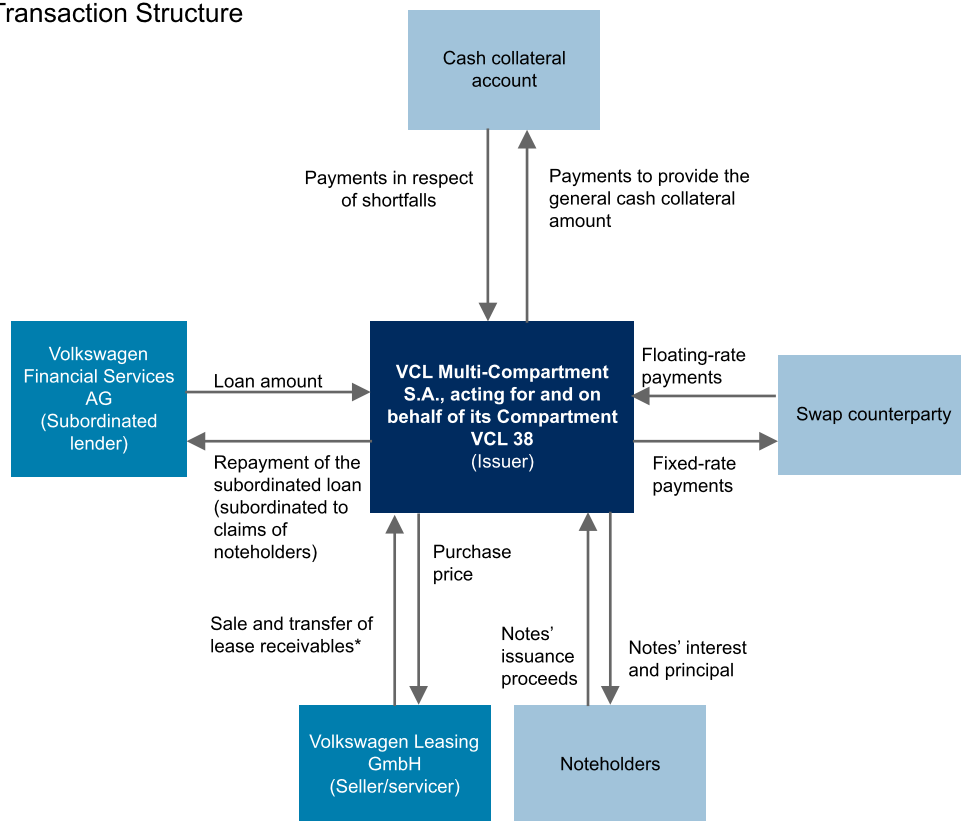 Transaction Structure
Cash collateral
account
Payments in respect
of shortfalls
Payments to provide the
general cash collateral
amount
Volkswagen
Financial Services
AG
(Subordinated
lender)
Loan amount
Repayment of the
subordinated loan
(subordinated to
claims of
noteholders)
VCL Multi-Compartment
S.A., acting for and on
behalf of its Compartment
VCL 38
(Issuer)
Floating-rate
payments
Fixed-rate
payments
Swap counterparty
Purchase
price
Sale and transfer of
lease receivables*
Notes’
issuance
proceeds
Notes’ interest
and principal
Volkswagen Leasing
GmbH
(Seller/servicer)
Noteholders